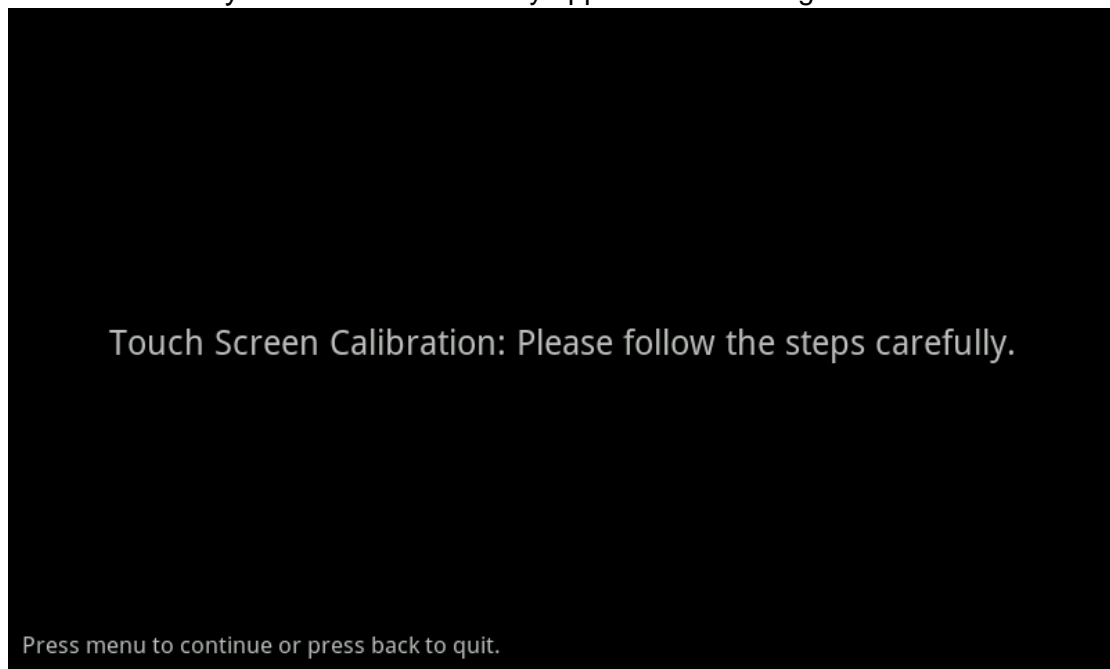 Touch Screen Calibration: Please follow the steps carefully.
Press menu to continue or press back to quit.